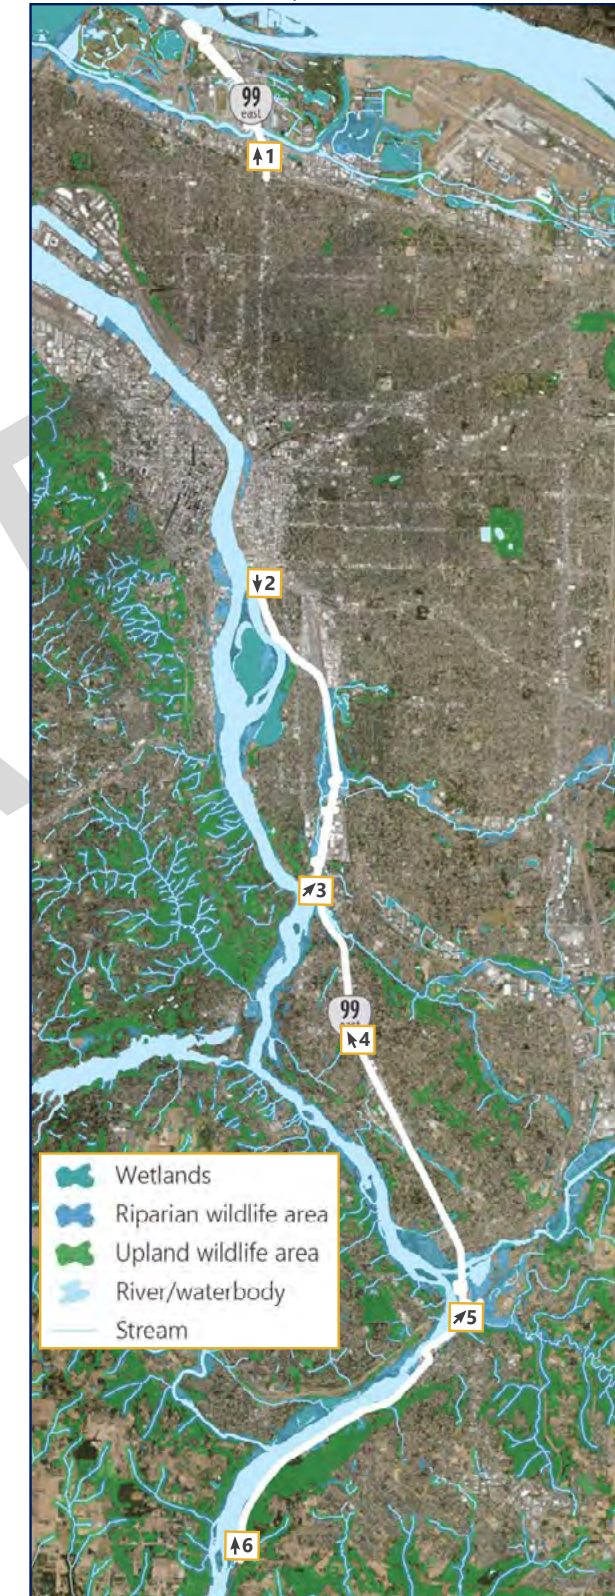 99
east
1
2
3
99
4
5
Wetlands
Riparian wildlife area
Upland wildlife area
River/waterbody
Stream
6